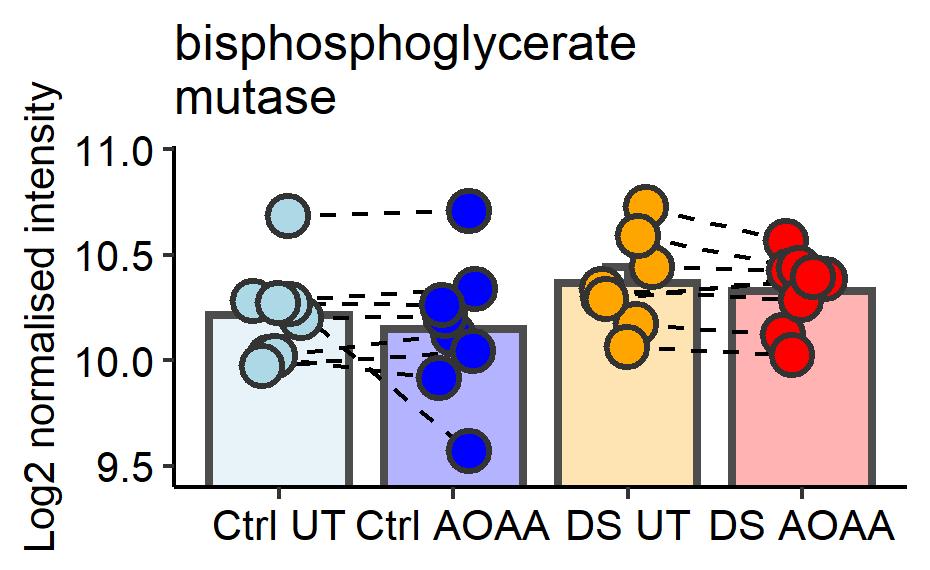 bisphosphoglycerate
mutase
Log2 normalised intensity
11.0
10.5
10.0
9.5
Ctrl UT Ctrl AOAA DS UT DS AOAA